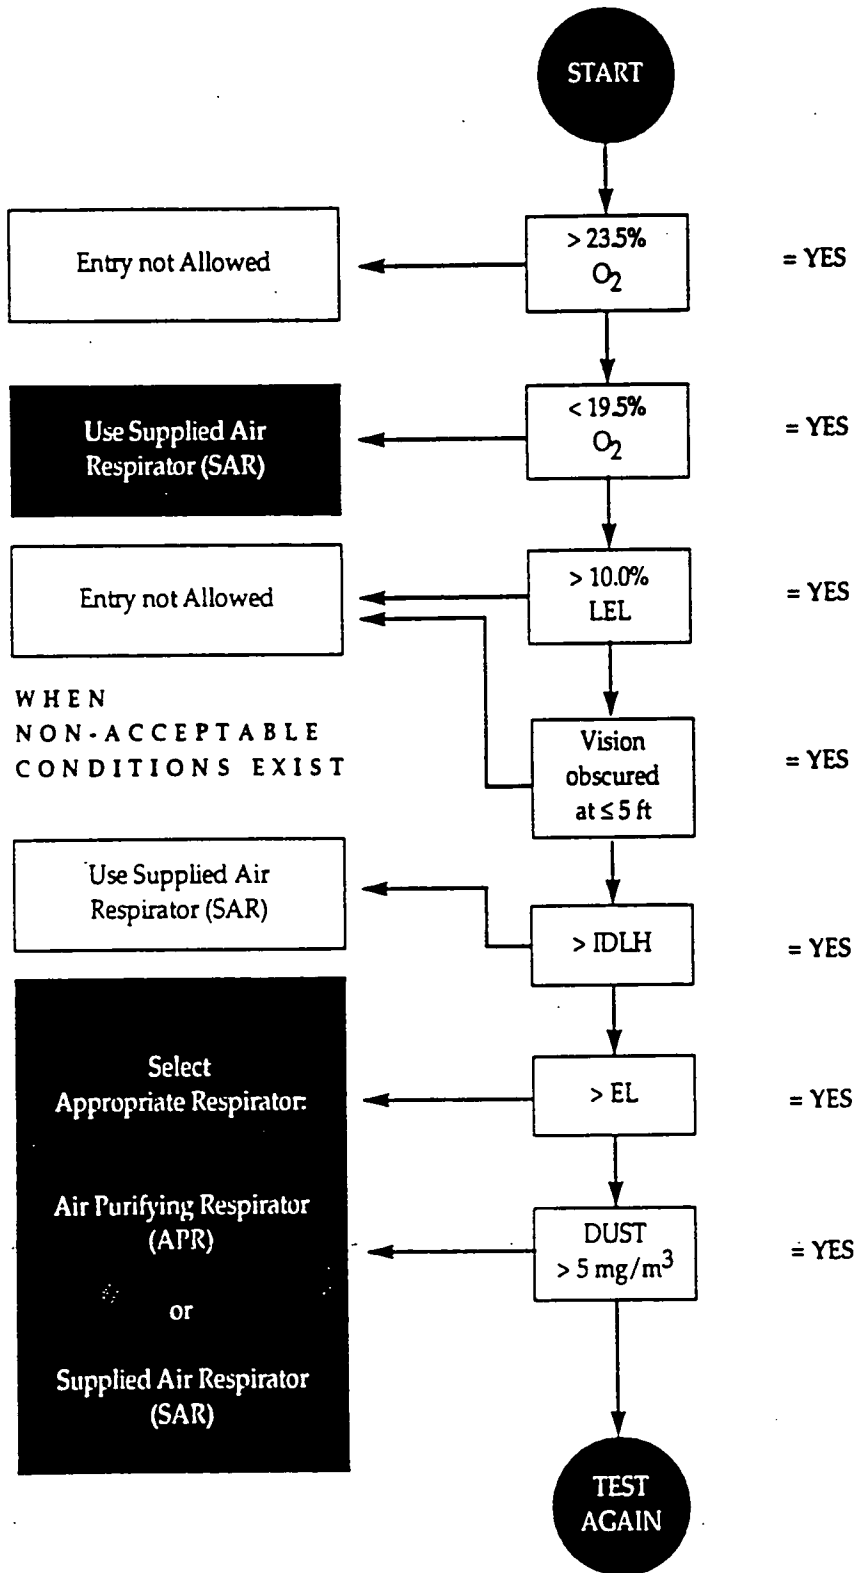 START
Entry not Allowed
> 23.5%
O2
= YES
Use Supplied Air
Respirator (SAR)
< 19.5%
O2
= YES
Entry not Allowed
> 10.0%
LEL
= YES
WHEN
NON-ACCEPTABLE
CONDITIONS EXIST
Vision
obscured
at ≤ 5 ft
= YES
Use Supplied Air
Respirator (SAR)
> IDLH
= YES
Select
Appropriate Respirator:
Air Purifying Respirator
(APR)
or
Supplied Air Respirator
(SAR)
> EL
= YES
DUST
> 5 mg/m3
= YES
TEST
AGAIN